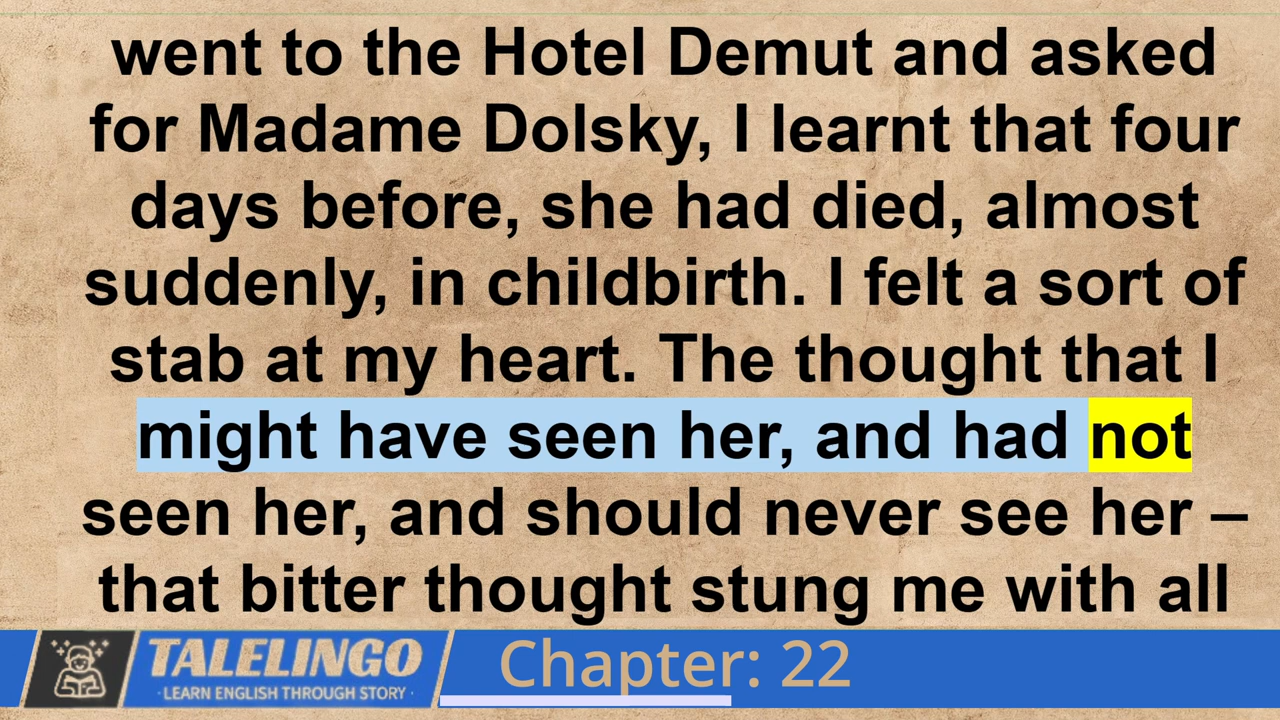 went to the Hotel Demut and asked
for Madame Dolsky, I learnt that four
days before, she had died, almost
suddenly, in childbirth. I felt a sort of
stab at my heart. The thought that I
might have seen her, and had not
seen her, and should never see her –
that bitter thought stung me with all
TALELINGO
· LEARN ENGLISH THROUGH STORY ·
Chapter: 22